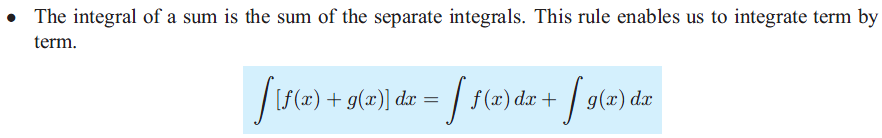 • The integral of a sum is the sum of the separate integrals. This rule enables us to integrate term by
term.
∫[f(x) + g(x)] dx = ∫ f(x) dx + ∫ g(x) dx